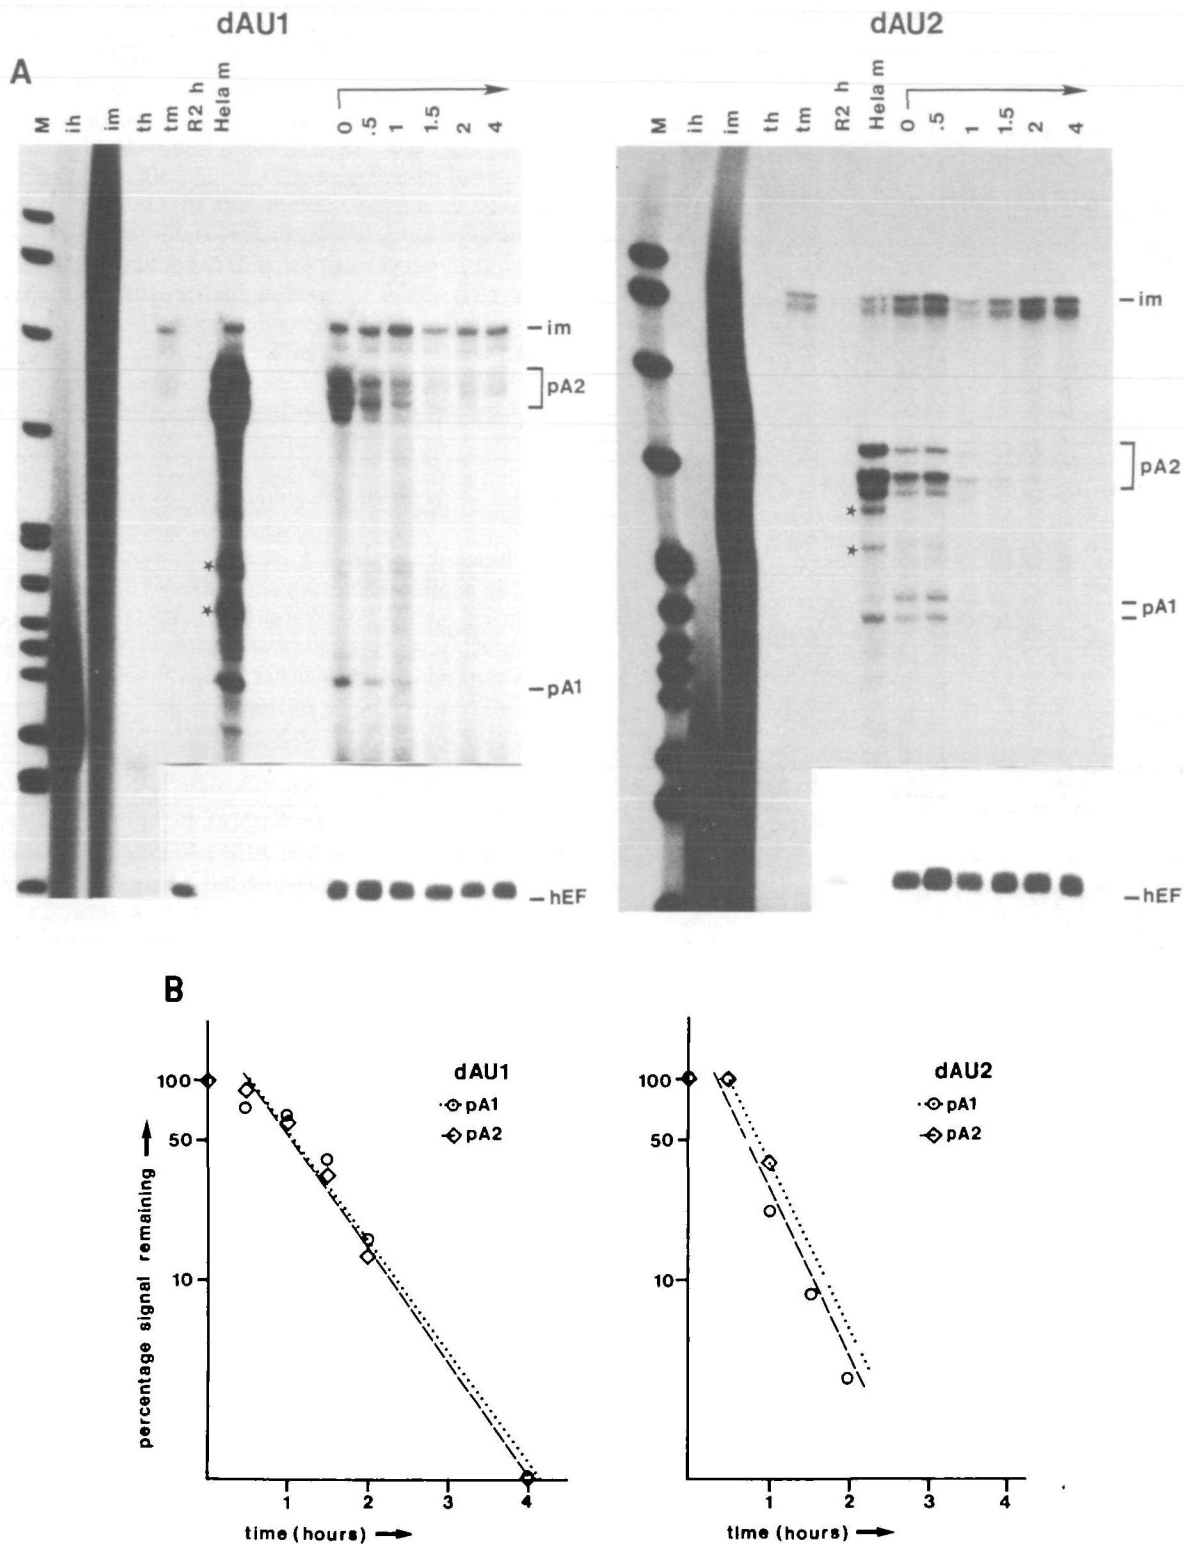 dAU1
dAU2
A
M ih im th tm R2 h Hela m 0 .5 1 1.5 2 4
M ih im th tm R2 h Hela m 0 .5 1 1.5 2 4
im
pA2
*
*
pA1
hEF
im
pA2
*
*
pA1
hEF
B
percentage signal remaining
100
50
10
dAU1
pA1
pA2
1 2 3 4
time (hours)
100
50
10
dAU2
pA1
pA2
1 2 3 4
time (hours)